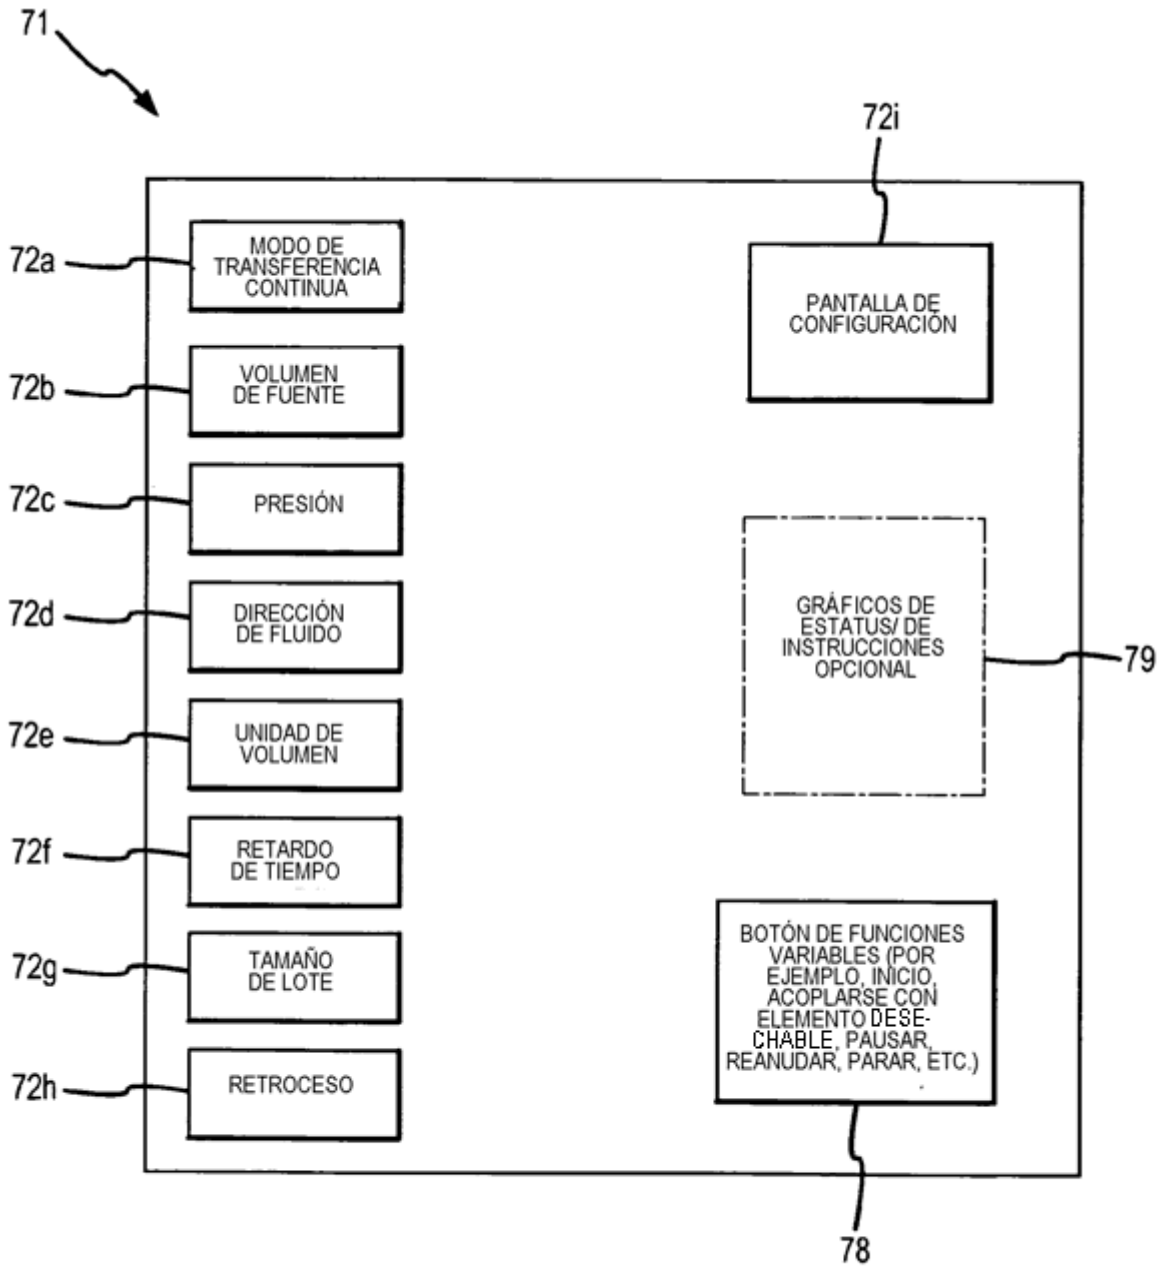 71
72i
72a
MODO DE
TRANSFERENCIA
CONTINUA
PANTALLA DE
CONFIGURACIÓN
72b
VOLUMEN
DE FUENTE
72c
PRESIÓN
72d
DIRECCIÓN
DE FLUIDO
GRÁFICOS DE
ESTATUS/ DE
INSTRUCCIONES
OPCIONAL
79
72e
UNIDAD DE
VOLUMEN
72f
RETARDO
DE TIEMPO
72g
TAMAÑO
DE LOTE
BOTÓN DE FUNCIONES
VARIABLES (POR
EJEMPLO, INICIO,
ACOPLARSE CON
ELEMENTO DESE-
CHABLE, PAUSAR,
REANUDAR, PARAR, ETC.)
72h
RETROCESO
78